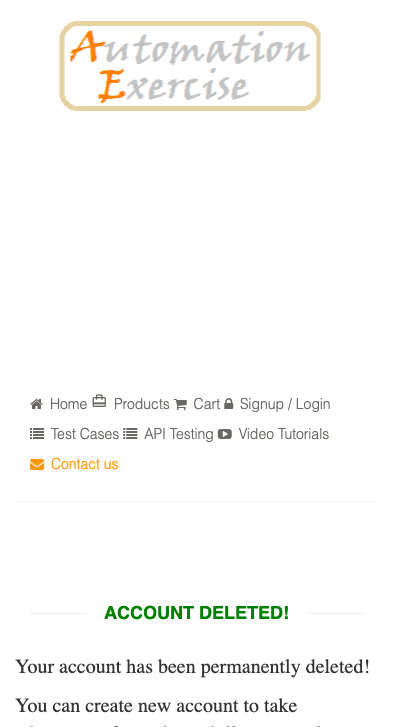 Automation
Exercise
Home Products Cart Signup / Login
Test Cases API Testing Video Tutorials
Contact us
ACCOUNT DELETED!
Your account has been permanently deleted!
You can create new account to take